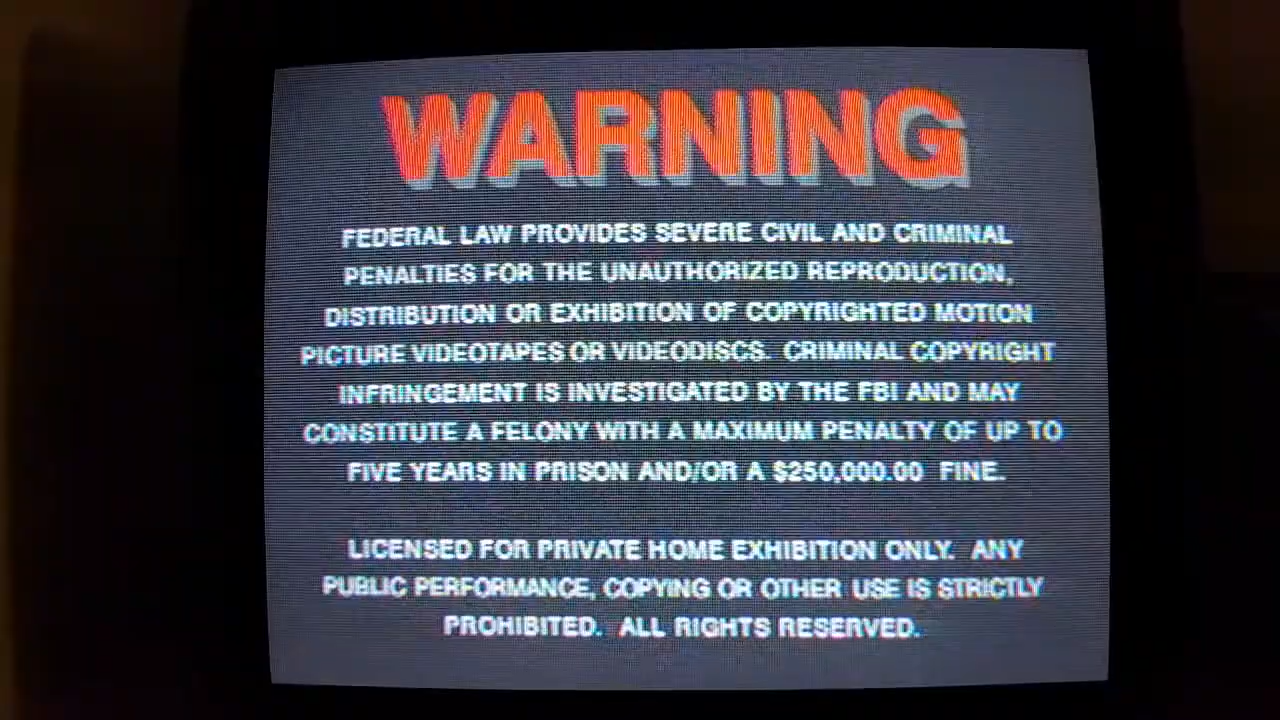 WARNING
FEDERAL LAW PROVIDES SEVERE CIVIL AND CRIMINAL
PENALTIES FOR THE UNAUTHORIZED REPRODUCTION,
DISTRIBUTION OR EXHIBITION OF COPYRIGHTED MOTION
PICTURE VIDEOTAPES OR VIDEODISCS. CRIMINAL COPYRIGHT
INFRINGEMENT IS INVESTIGATED BY THE FBI AND MAY
CONSTITUTE A FELONY WITH A MAXIMUM PENALTY OF UP TO
FIVE YEARS IN PRISON AND/OR A $250,000.00 FINE.
LICENSED FOR PRIVATE HOME EXHIBITION ONLY. ANY
PUBLIC PERFORMANCE, COPYING OR OTHER USE IS STRICTLY
PROHIBITED. ALL RIGHTS RESERVED.